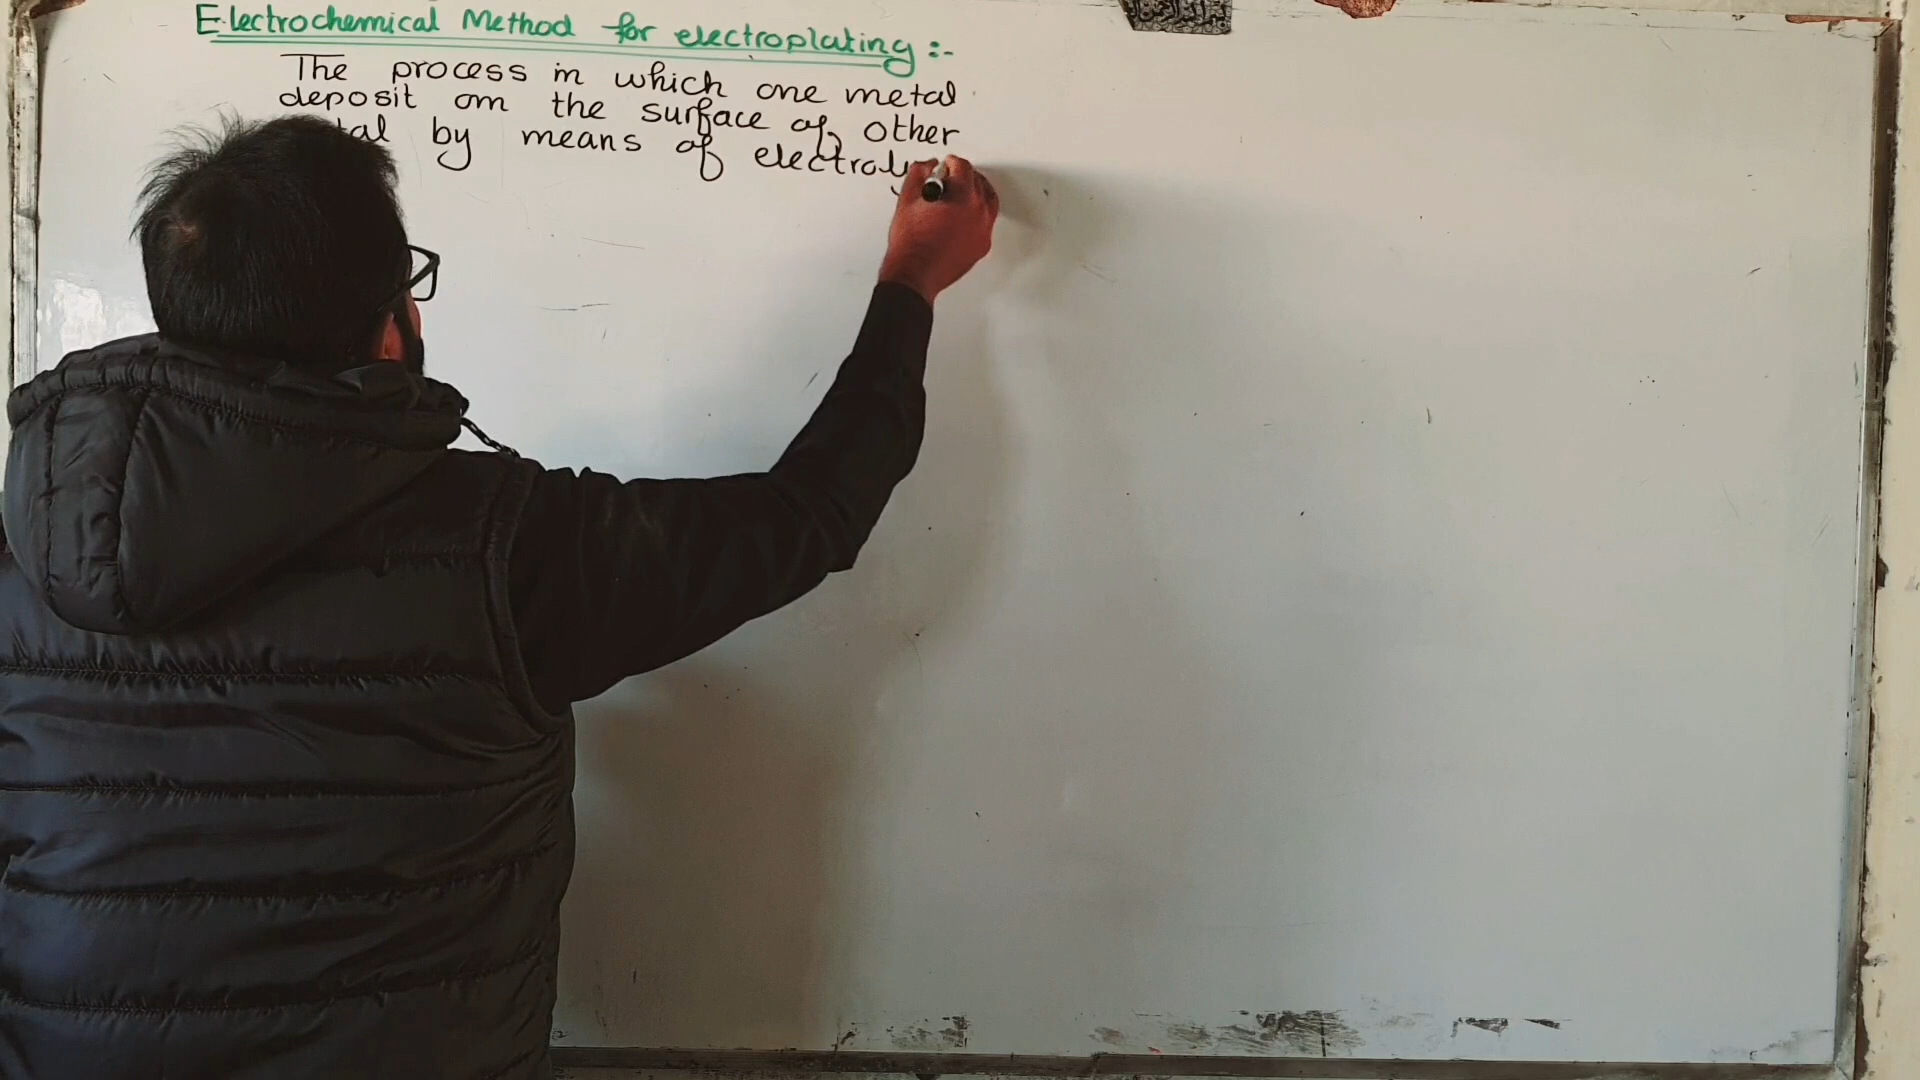 Electrochemical Method for electroplating :-
The process in which one metal
deposit on the surface of other
by means of